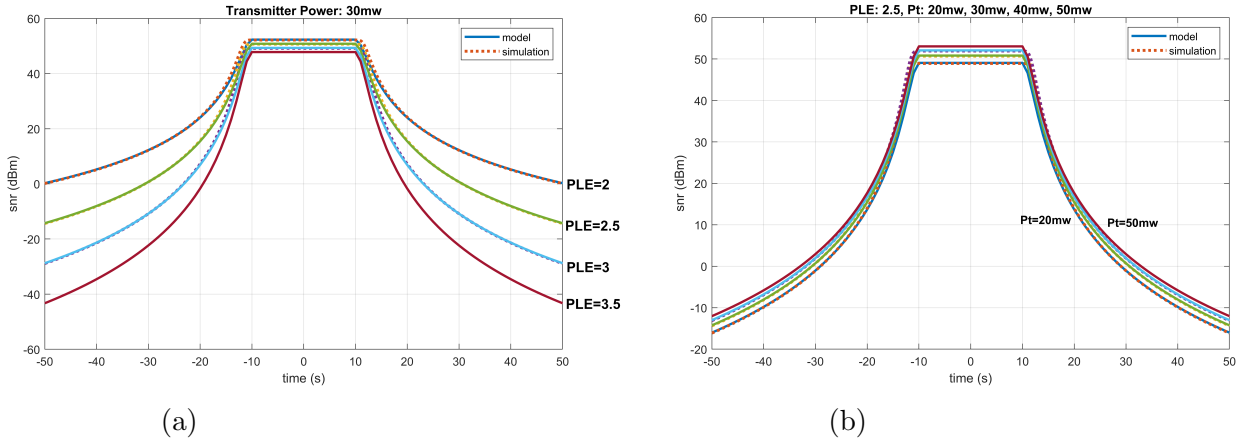 Transmitter Power: 30mw
60
40
20
0
-20
-40
-60
snr (dBm)
-50
-40
-30
-20
-10
0
10
20
30
40
50
time (s)
model
simulation
PLE=2
PLE=2.5
PLE=3
PLE=3.5
(a)
PLE: 2.5, Pt: 20mw, 30mw, 40mw, 50mw
60
50
40
30
20
10
0
-10
-20
snr (dBm)
-50
-40
-30
-20
-10
0
10
20
30
40
50
time (s)
model
simulation
Pt=20mw
Pt=50mw
(b)